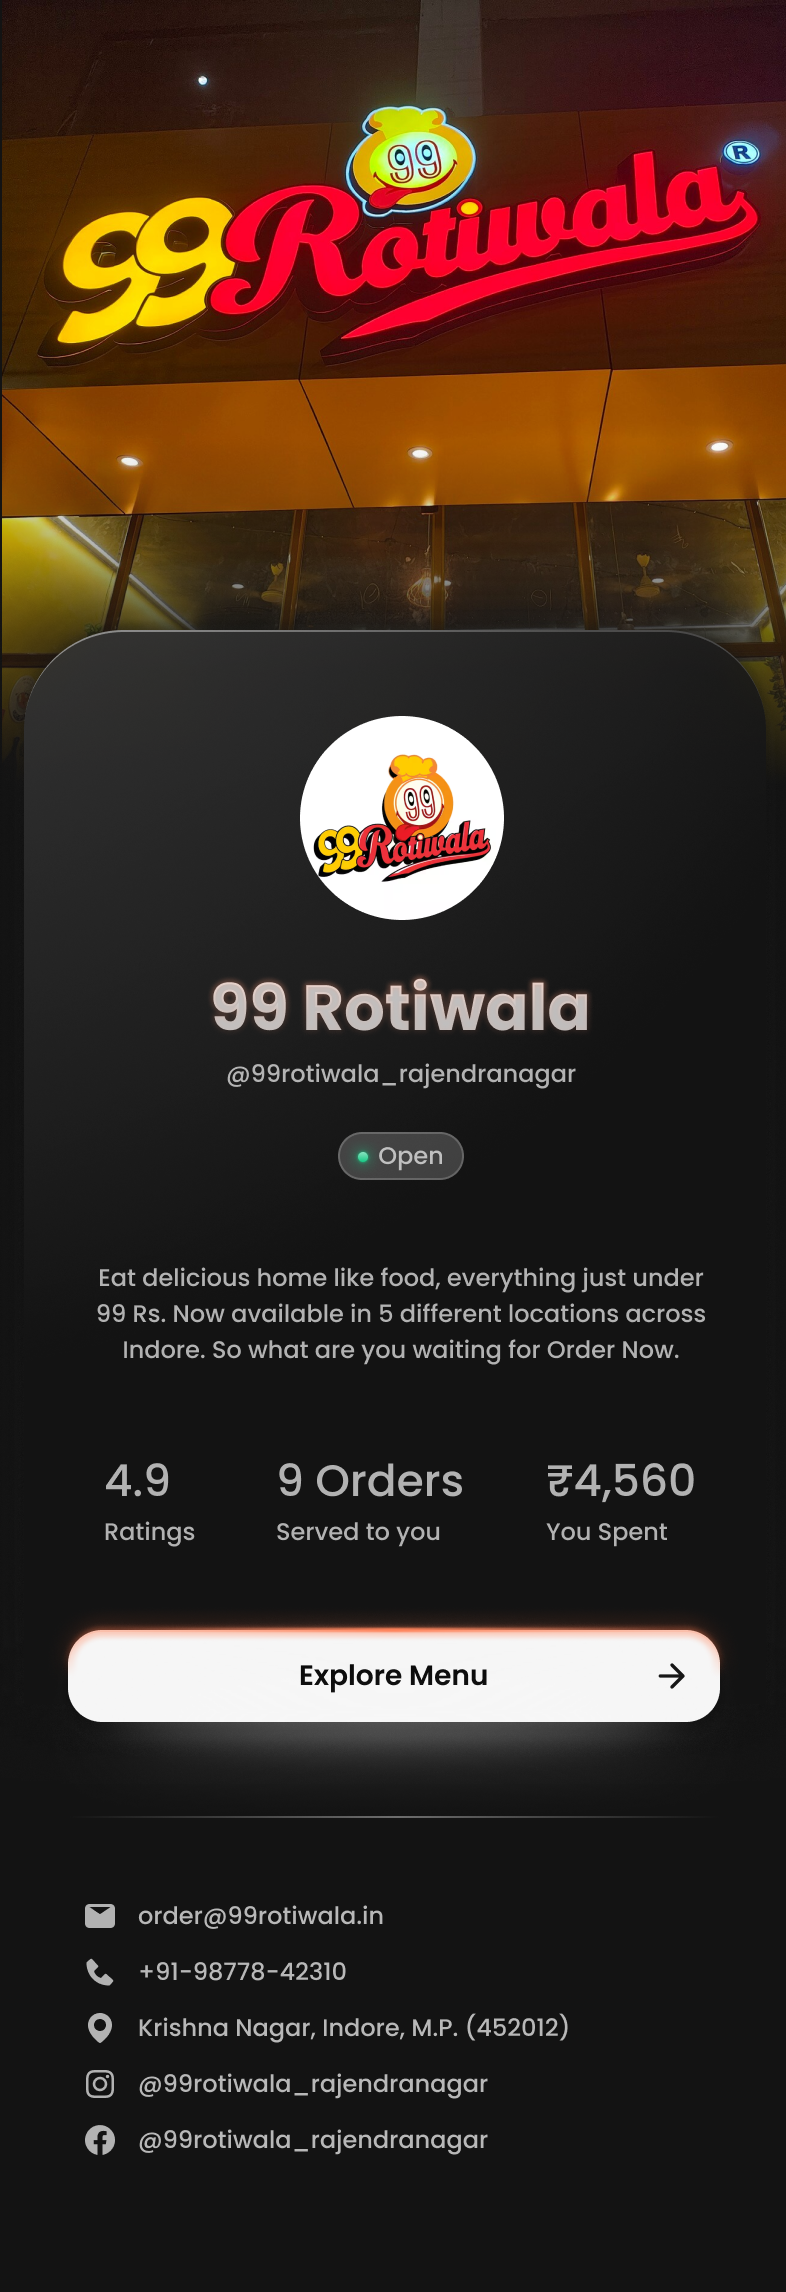 99
99Rotiwala ®
99
99Rotiwala
99 Rotiwala
@99rotiwala_rajendranagar
Open
Eat delicious home like food, everything just under
99 Rs. Now available in 5 different locations across
Indore. So what are you waiting for Order Now.
4.9 9 Orders ₹4,560
Ratings Served to you You Spent
Explore Menu
order@99rotiwala.in
+91-98778-42310
Krishna Nagar, Indore, M.P. (452012)
@99rotiwala_rajendranagar
@99rotiwala_rajendranagar